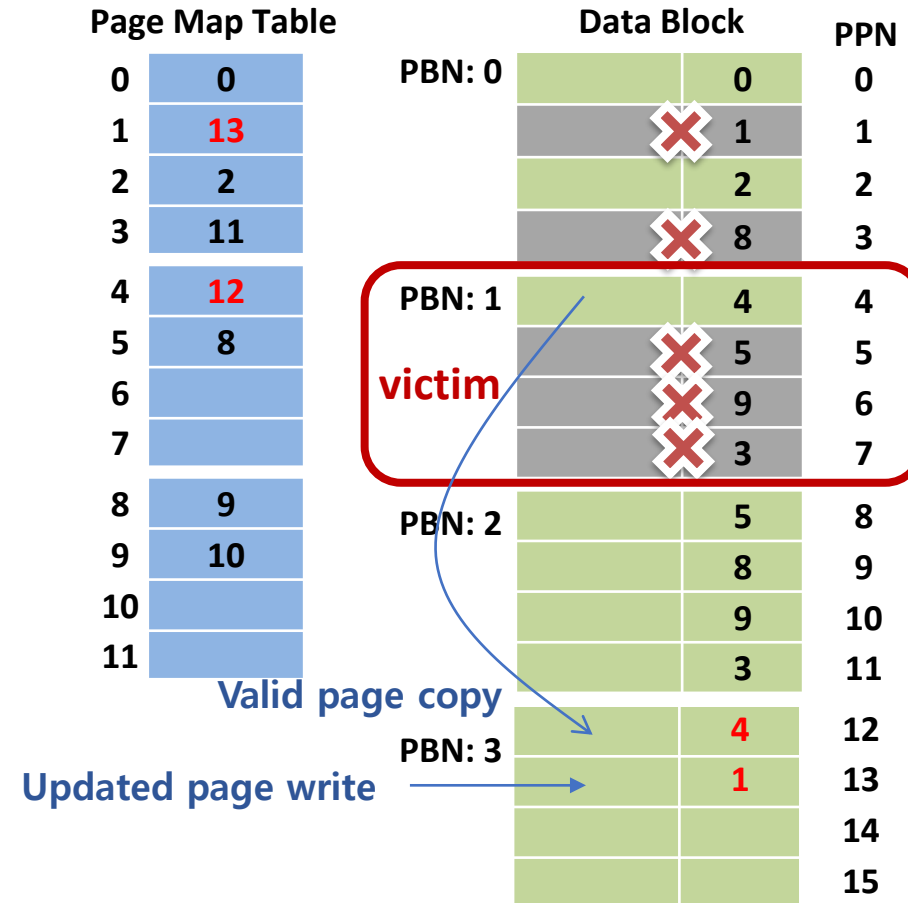 Page Map Table Data Block PPN
0 0 PBN: 0 0 0
1 13 1 1
2 2 2 2
3 11 8 3
4 12 PBN: 1 4 4
5 8 5 5
6 victim 9 6
7 3 7
8 9 PBN: 2 5 8
9 10 8 9
10 9 10
11 3 11
Valid page copy 4 12
PBN: 3
Updated page write 1 13
14
15